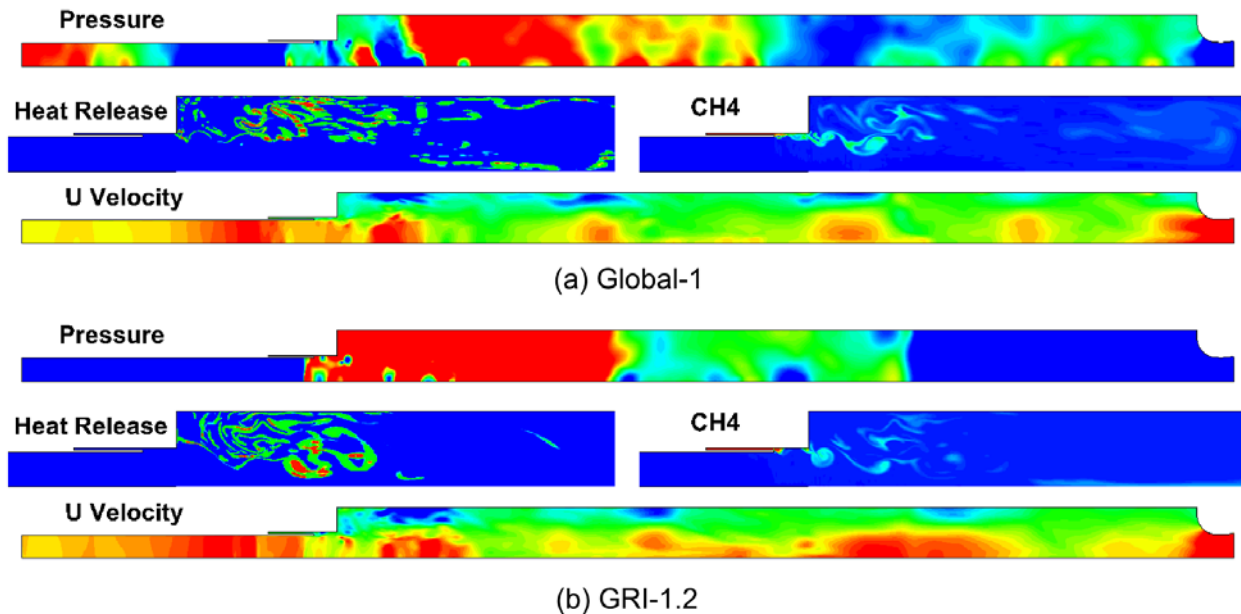 Pressure
Heat Release
CH4
U Velocity
(a) Global-1
Pressure
Heat Release
CH4
U Velocity
(b) GRI-1.2